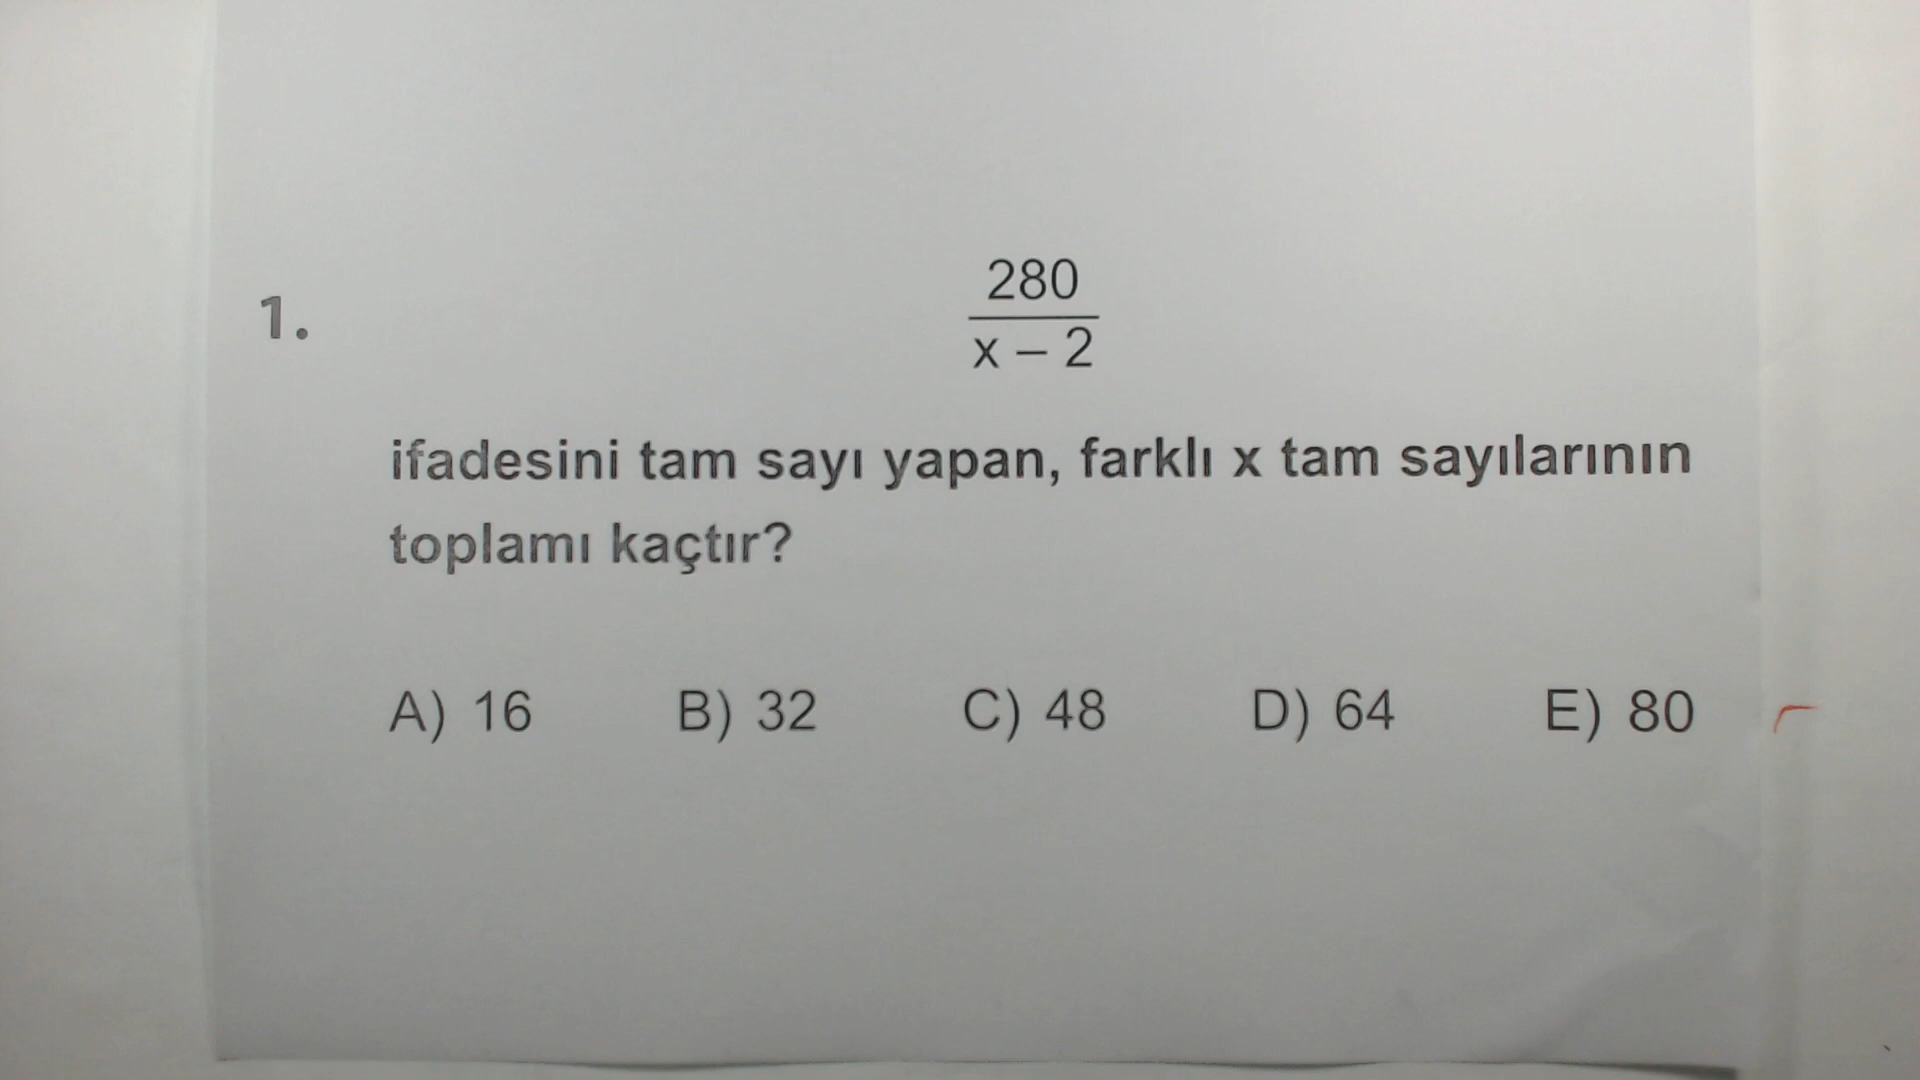 1.
280
x – 2
ifadesini tam sayı yapan, farklı x tam sayılarının
toplamı kaçtır?
A) 16 B) 32 C) 48 D) 64 E) 80